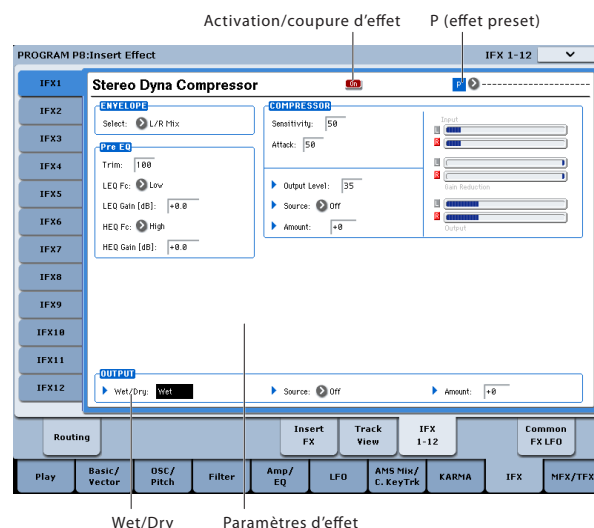 Activation/coupure d'effet P (effet preset)
PROGRAM P8:Insert Effect IFX 1-12
IFX1 Stereo Dyna Compressor On P
IFX2
IFX3
IFX4
IFX5
IFX6
IFX7
IFX8
IFX9
IFX10
IFX11
IFX12
ENVELOPE
Select: L/R Mix
Pre EQ
Trim: 100
LEQ Fc: Low
LEQ Gain [dB]: +0.0
HEQ Fc: High
HEQ Gain [dB]: +0.0
COMPRESSOR
Sensitivity: 50
Attack: 50
Output Level: 35
Source: Off
Amount: +0
Input
L
R
L
R
Gain Reduction
L
R
Output
OUTPUT
Wet/Dry: Wet Source: Off Amount: +0
Routing Insert FX Track View IFX 1-12 Common FX LFO
Play Basic/Vector OSC/Pitch Filter Amp/EQ LFO AMS Mix/C. KeyTrk KARMA IFX MFX/TFX
Wet/Dry Paramètres d'effet